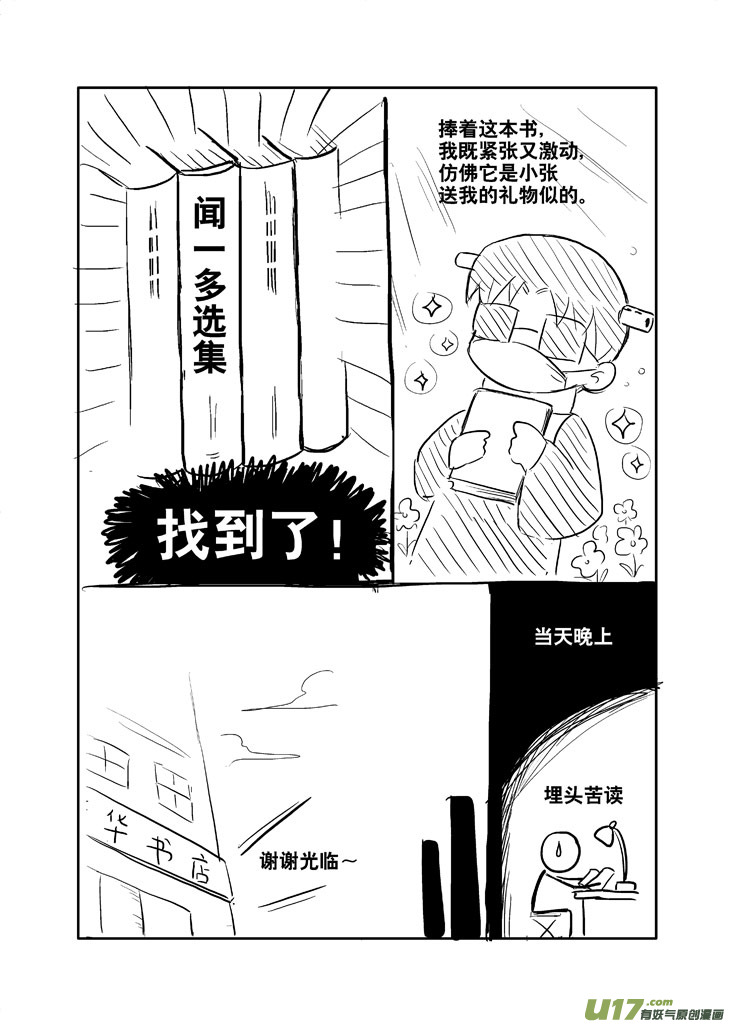 闻一多选集
找到了！
捧着这本书，
我既紧张又激动，
仿佛它是小张
送我的礼物似的。
华书店
谢谢光临～
当天晚上
埋头苦读
U17.com
有妖气原创漫画